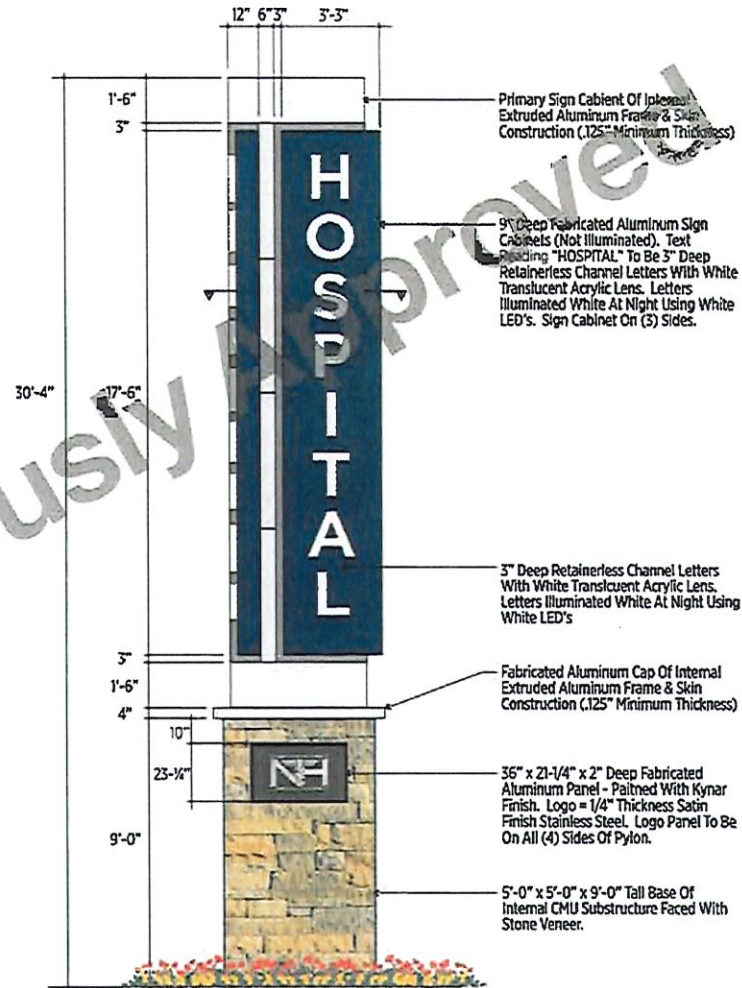 12" 6" 3" 3'-3"
1'-6"
3"
30'-4"
17'-6"
3"
1'-6"
4"
10"
23-¼"
9'-0"
HOSPITAL
NH
usly Approved
Primary Sign Cabient Of Internal
Extruded Aluminum Frame & Skin
Construction (.125" Minimum Thickness)
9" Deep Fabricated Aluminum Sign
Cabinets (Not Illuminated). Text
Reading "HOSPITAL" To Be 3" Deep
Retainerless Channel Letters With White
Translucent Acrylic Lens. Letters
Illuminated White At Night Using White
LED's. Sign Cabinet On (3) Sides.
3" Deep Retainerless Channel Letters
With White Translcuent Acrylic Lens.
Letters Illuminated White At Night Using
White LED's
Fabricated Aluminum Cap Of Internal
Extruded Aluminum Frame & Skin
Construction (.125" Minimum Thickness)
36" x 21-1/4" x 2" Deep Fabricated
Aluminum Panel - Paitned With Kynar
Finish. Logo = 1/4" Thickness Satin
Finish Stainless Steel. Logo Panel To Be
On All (4) Sides Of Pylon.
5'-0" x 5'-0" x 9'-0" Tall Base Of
Internal CMU Substructure Faced With
Stone Veneer.